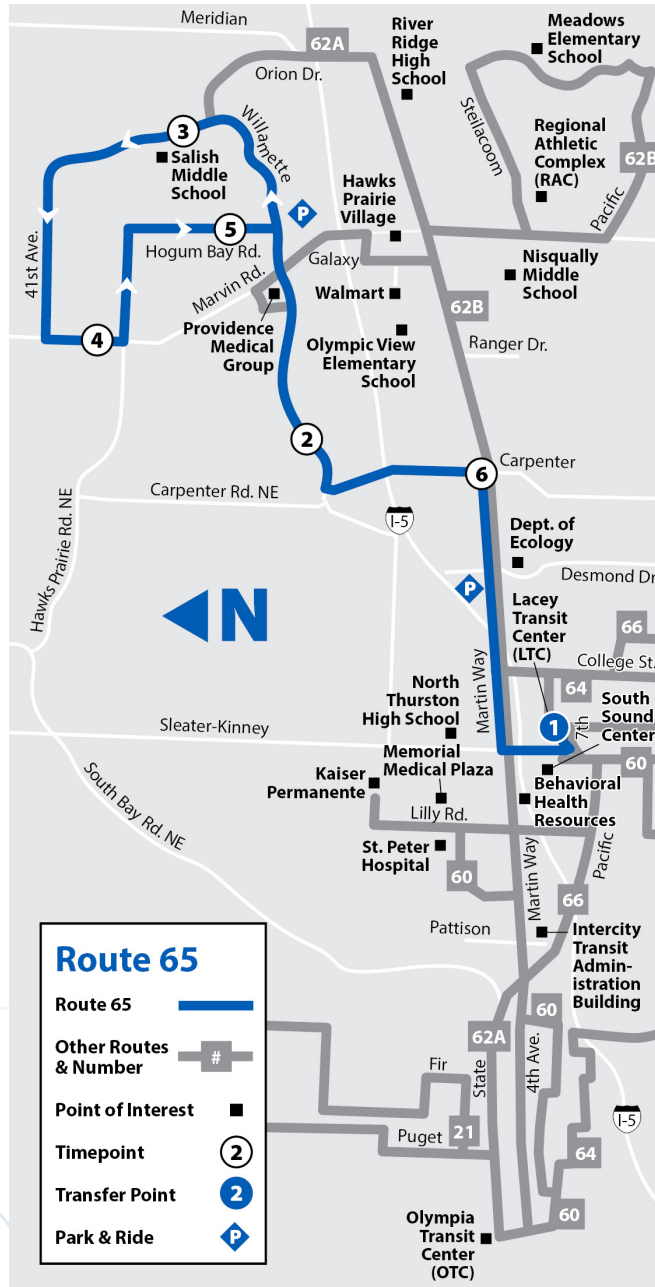 Meridian
62A
Orion Dr.
River
Ridge
High
School
Meadows
Elementary
School
Steilacoom
Regional
Athletic
Complex
(RAC)
62B
Pacific
Willamette
3
Salish
Middle
School
P
Hawks
Prairie
Village
41st Ave.
5
Hogum Bay Rd.
Galaxy
Marvin Rd.
Nisqually
Middle
School
Walmart
62B
4
Providence
Medical
Group
Olympic View
Elementary
School
Ranger Dr.
2
6
Carpenter
Carpenter Rd. NE
I-5
Dept. of
Ecology
Desmond Dr
Hawks Prairie Rd. NE
N
P
Lacey
Transit
Center
(LTC)
66
College St.
64
Martin Way
North
Thurston
High School
1
7th
South
Sound
Center
Sleater-Kinney
Memorial
Medical Plaza
60
South Bay Rd. NE
Kaiser
Permanente
Lilly Rd.
Behavioral
Health
Resources
St. Peter
Hospital
60
Martin Way
Pacific
66
Pattison
Intercity
Transit
Admin-
istration
Building
Route 65
Route 65
Other Routes
& Number
#
Point of Interest
Timepoint
2
Transfer Point
2
Park & Ride
P
62A
State
4th Ave.
60
Fir
21
Puget
I-5
64
60
Olympia
Transit
Center
(OTC)